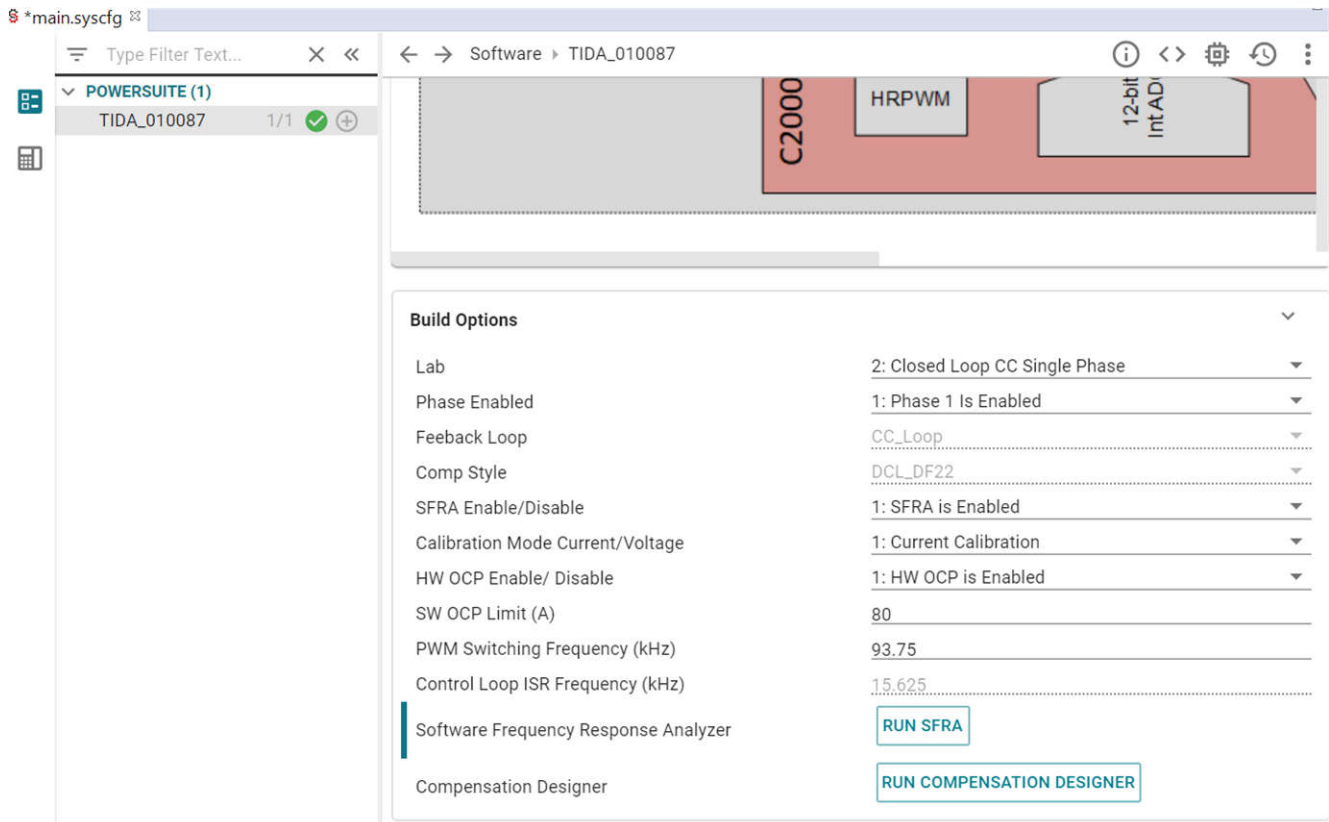 *main.syscfg
Type Filter Text...
POWERSUITE (1)
TIDA_010087 1/1
Software TIDA_010087
C2000
HRPWM
12-bit
Int ADC
Build Options
Lab 2: Closed Loop CC Single Phase
Phase Enabled 1: Phase 1 Is Enabled
Feeback Loop CC_Loop
Comp Style DCL_DF22
SFRA Enable/Disable 1: SFRA is Enabled
Calibration Mode Current/Voltage 1: Current Calibration
HW OCP Enable/ Disable 1: HW OCP is Enabled
SW OCP Limit (A) 80
PWM Switching Frequency (kHz) 93.75
Control Loop ISR Frequency (kHz) 15.625
Software Frequency Response Analyzer RUN SFRA
Compensation Designer RUN COMPENSATION DESIGNER